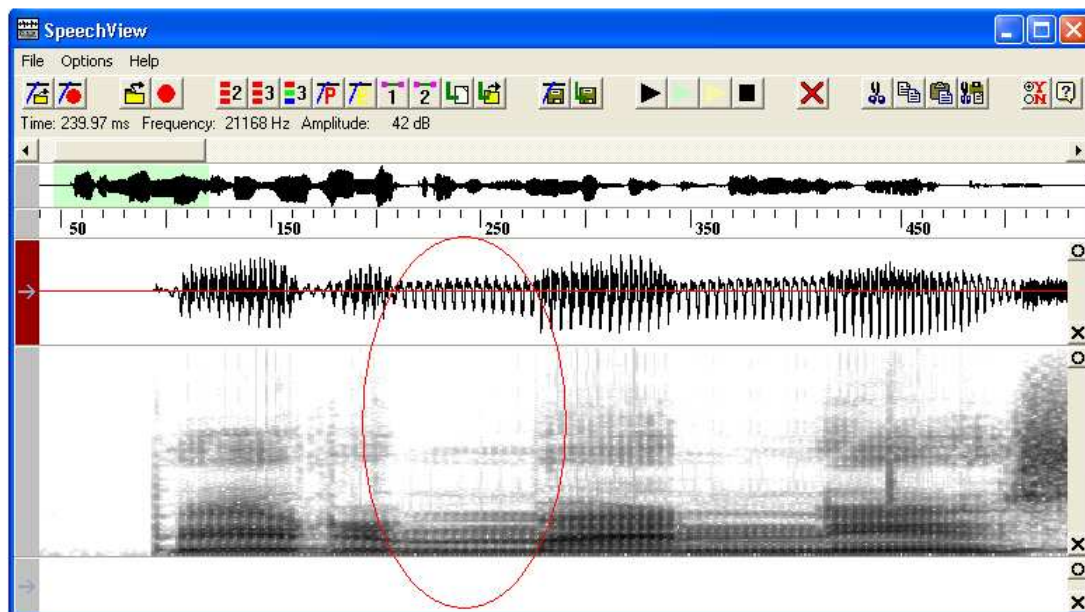 SpeechView
File Options Help
2 3 3 P E 1 2
Time: 239.97 ms Frequency: 21168 Hz Amplitude: 42 dB
50 150 250 350 450